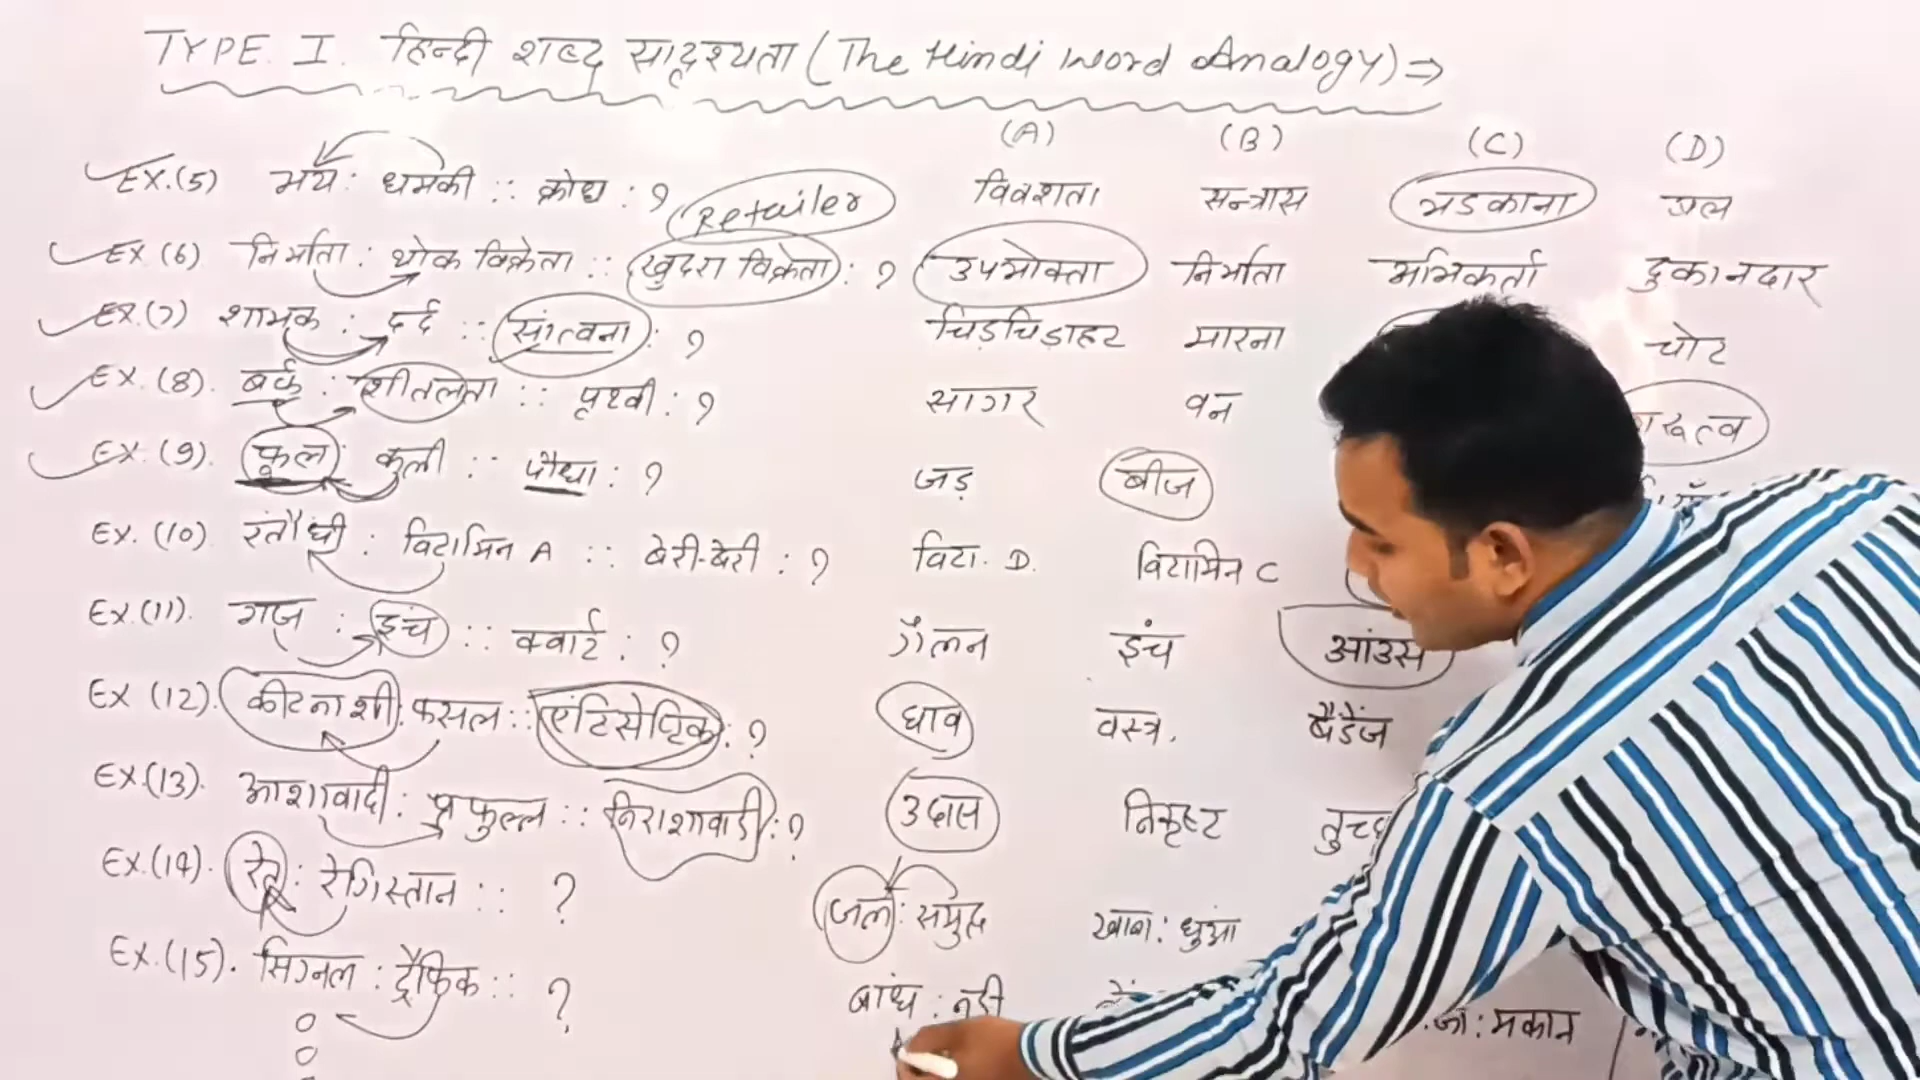 TYPE. I. हिन्दी शब्द सादृश्यता (The Hindi word Analogy) ⇒
(A) (B) (C) (D)
Ex.(5) भय : धमकी :: क्रोध : ? विवशता सन्त्रास भडकाना
Retailer
Ex.(6) निर्माता : थोक विक्रेता :: खुदरा विक्रेता : ? उपभोक्ता निर्माता अभिकर्ता दुकानदार
Ex.(7) शामक : दर्द :: सांत्वना : ? चिड़चिड़ाहट मारना चोट
Ex.(8). बर्फ : शीतलता :: पृथ्वी : ? सागर वन
Ex.(9). फूल : कली :: पौधा : ? जड़ बीज
Ex.(10). रतौंधी : विटामिन A :: बेरी-बेरी : ? विटा. D. विटामिन C
Ex.(11). गज : इंच :: क्वार्ट : ? गैलन इंच आंउस
Ex (12). कीटनाशी : फसल :: एंटिसेप्टिक : ? घाव वस्त्र. बैंडेंज
Ex.(13). आशावादी : प्रफुल्ल :: निराशावादी : ? उदास निकृष्ट
Ex.(14). रेत : रेगिस्तान :: ? जल : समुद्र : धुआं
Ex.(15). सिग्नल : ट्रैफिक :: ? बांध : नदी : मकान